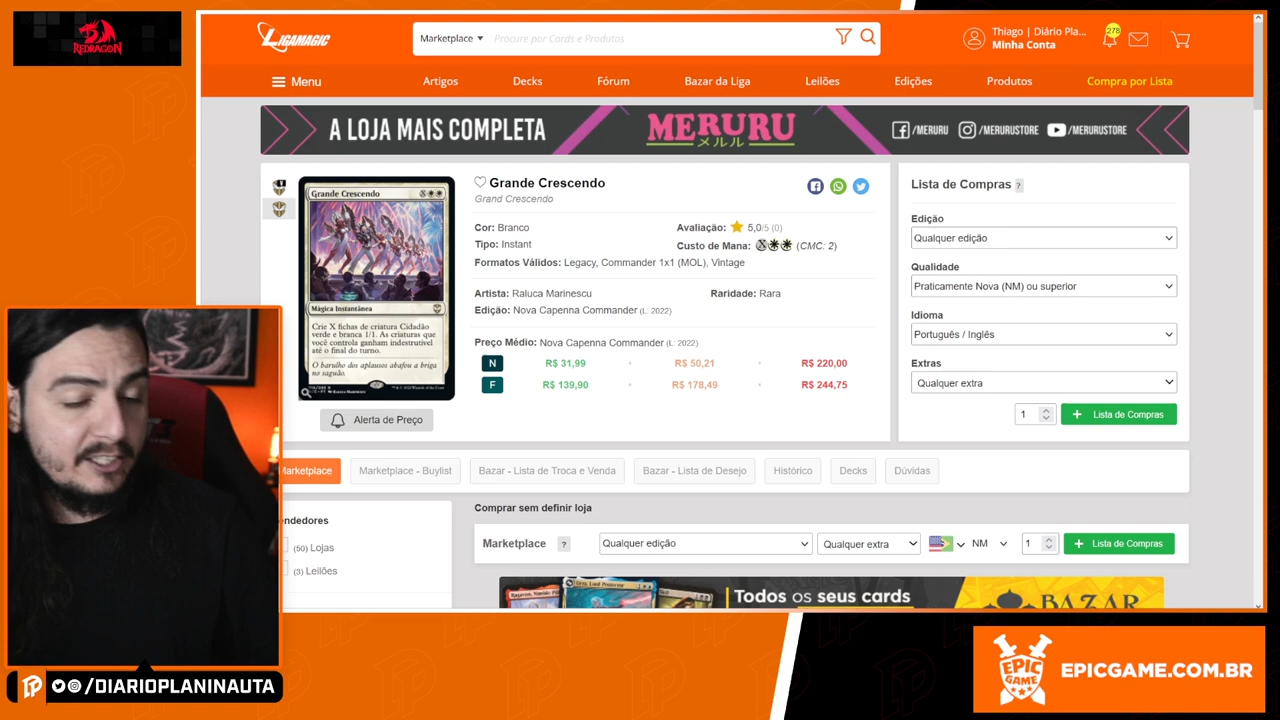 REDRAGON
LIGAMAGIC
Marketplace
Procure por Cards e Produtos
Thiago | Diário Pla...
Minha Conta
278
Menu
Artigos
Decks
Fórum
Bazar da Liga
Leilões
Edições
Produtos
Compra por Lista
A LOJA MAIS COMPLETA
MERURU
メルル
/MERURU
/MERURUSTORE
/MERURUSTORE
Grande Crescendo
X
Mágica Instantânea
Crie X fichas de criatura Cidadão
verde e branca 1/1. As criaturas que
você controla ganham indestrutível
até o final do turno.
O barulho dos aplausos abafou a briga
no saguão.
Alerta de Preço
Grande Crescendo
Grand Crescendo
Cor: Branco
Avaliação: 5,0/5 (0)
Tipo: Instant
Custo de Mana: X (CMC: 2)
Formatos Válidos: Legacy, Commander 1x1 (MOL), Vintage
Artista: Raluca Marinescu
Raridade: Rara
Edição: Nova Capenna Commander (L: 2022)
Preço Médio: Nova Capenna Commander (L: 2022)
N R$ 31,99 R$ 50,21 R$ 220,00
F R$ 139,90 R$ 178,49 R$ 244,75
Lista de Compras ?
Edição
Qualquer edição
Qualidade
Praticamente Nova (NM) ou superior
Idioma
Português / Inglês
Extras
Qualquer extra
1
+ Lista de Compras
Marketplace
Marketplace - Buylist
Bazar - Lista de Troca e Venda
Bazar - Lista de Desejo
Histórico
Decks
Dúvidas
endedores
(50) Lojas
(3) Leilões
Comprar sem definir loja
Marketplace ?
Qualquer edição
Qualquer extra
NM
1
+ Lista de Compras
Todos os seus cards
BAZAR
/DIARIOPLANINAUTA
EPIC
GAME
EPICGAME.COM.BR